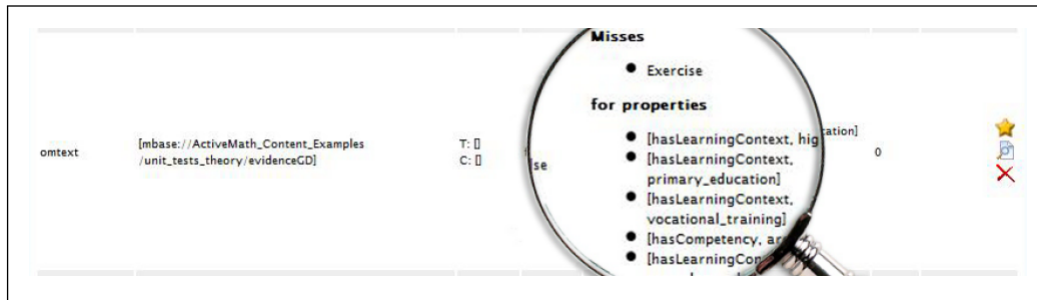 omtext
[mbase://ActiveMath_Content_Examples
/unit_tests_theory/evidenceGD]
T: []
C: []
se
Misses
Exercise
for properties
[hasLearningContext, hig
cation]
[hasLearningContext,
primary_education]
[hasLearningContext,
vocational_training]
[hasCompetency, ar
[hasLearningCon
0